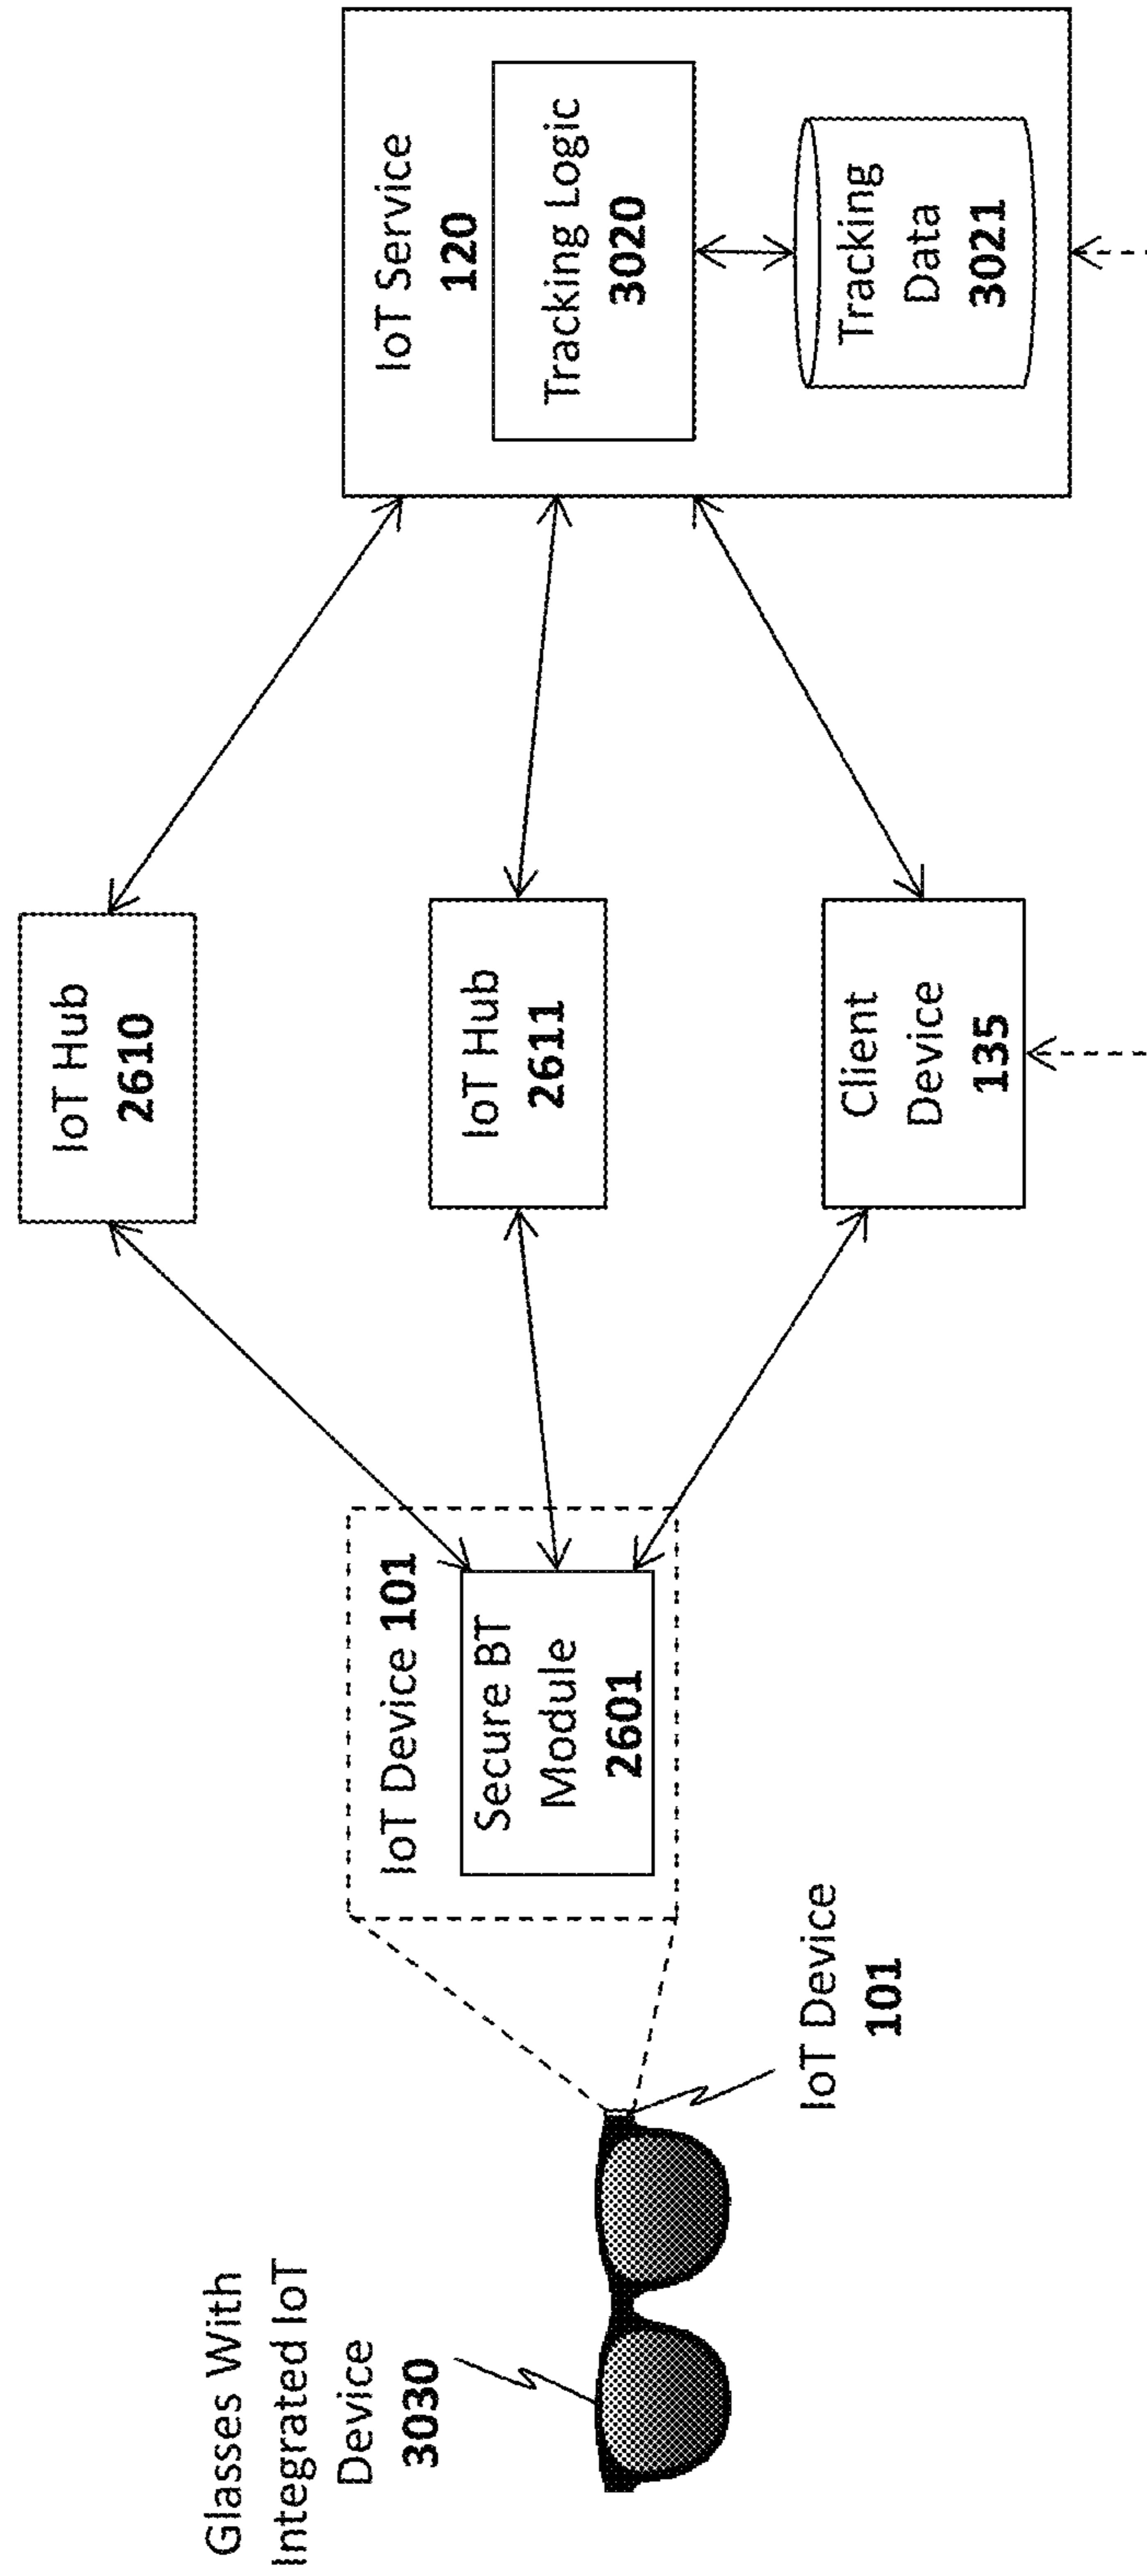 Glasses With
Integrated IoT
Device
3030
IoT Device
101
IoT Device 101
Secure BT
Module
2601
IoT Hub
2610
IoT Hub
2611
Client
Device
135
IoT Service
120
Tracking Logic
3020
Tracking
Data
3021